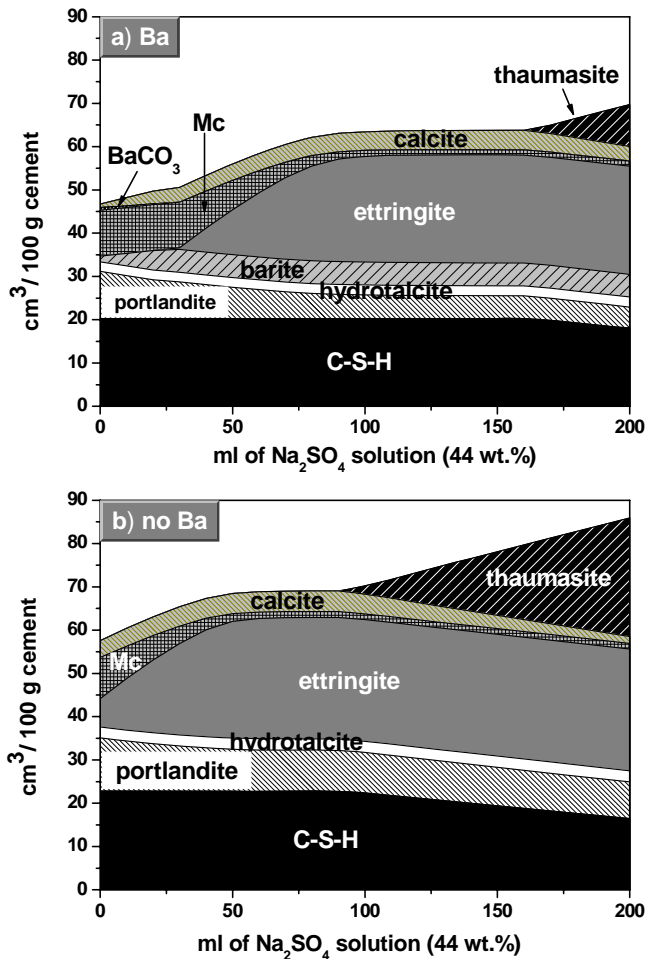 a) Ba
90
80
70
60
50
40
30
20
10
0
cm³/ 100 g cement
thaumasite
Mc
BaCO₃
calcite
ettringite
barite
hydrotalcite
portlandite
C-S-H
0 50 100 150 200
ml of Na₂SO₄ solution (44 wt.%)
b) no Ba
90
80
70
60
50
40
30
20
10
0
cm³/ 100 g cement
thaumasite
calcite
Mc
ettringite
hydrotalcite
portlandite
C-S-H
0 50 100 150 200
ml of Na₂SO₄ solution (44 wt.%)